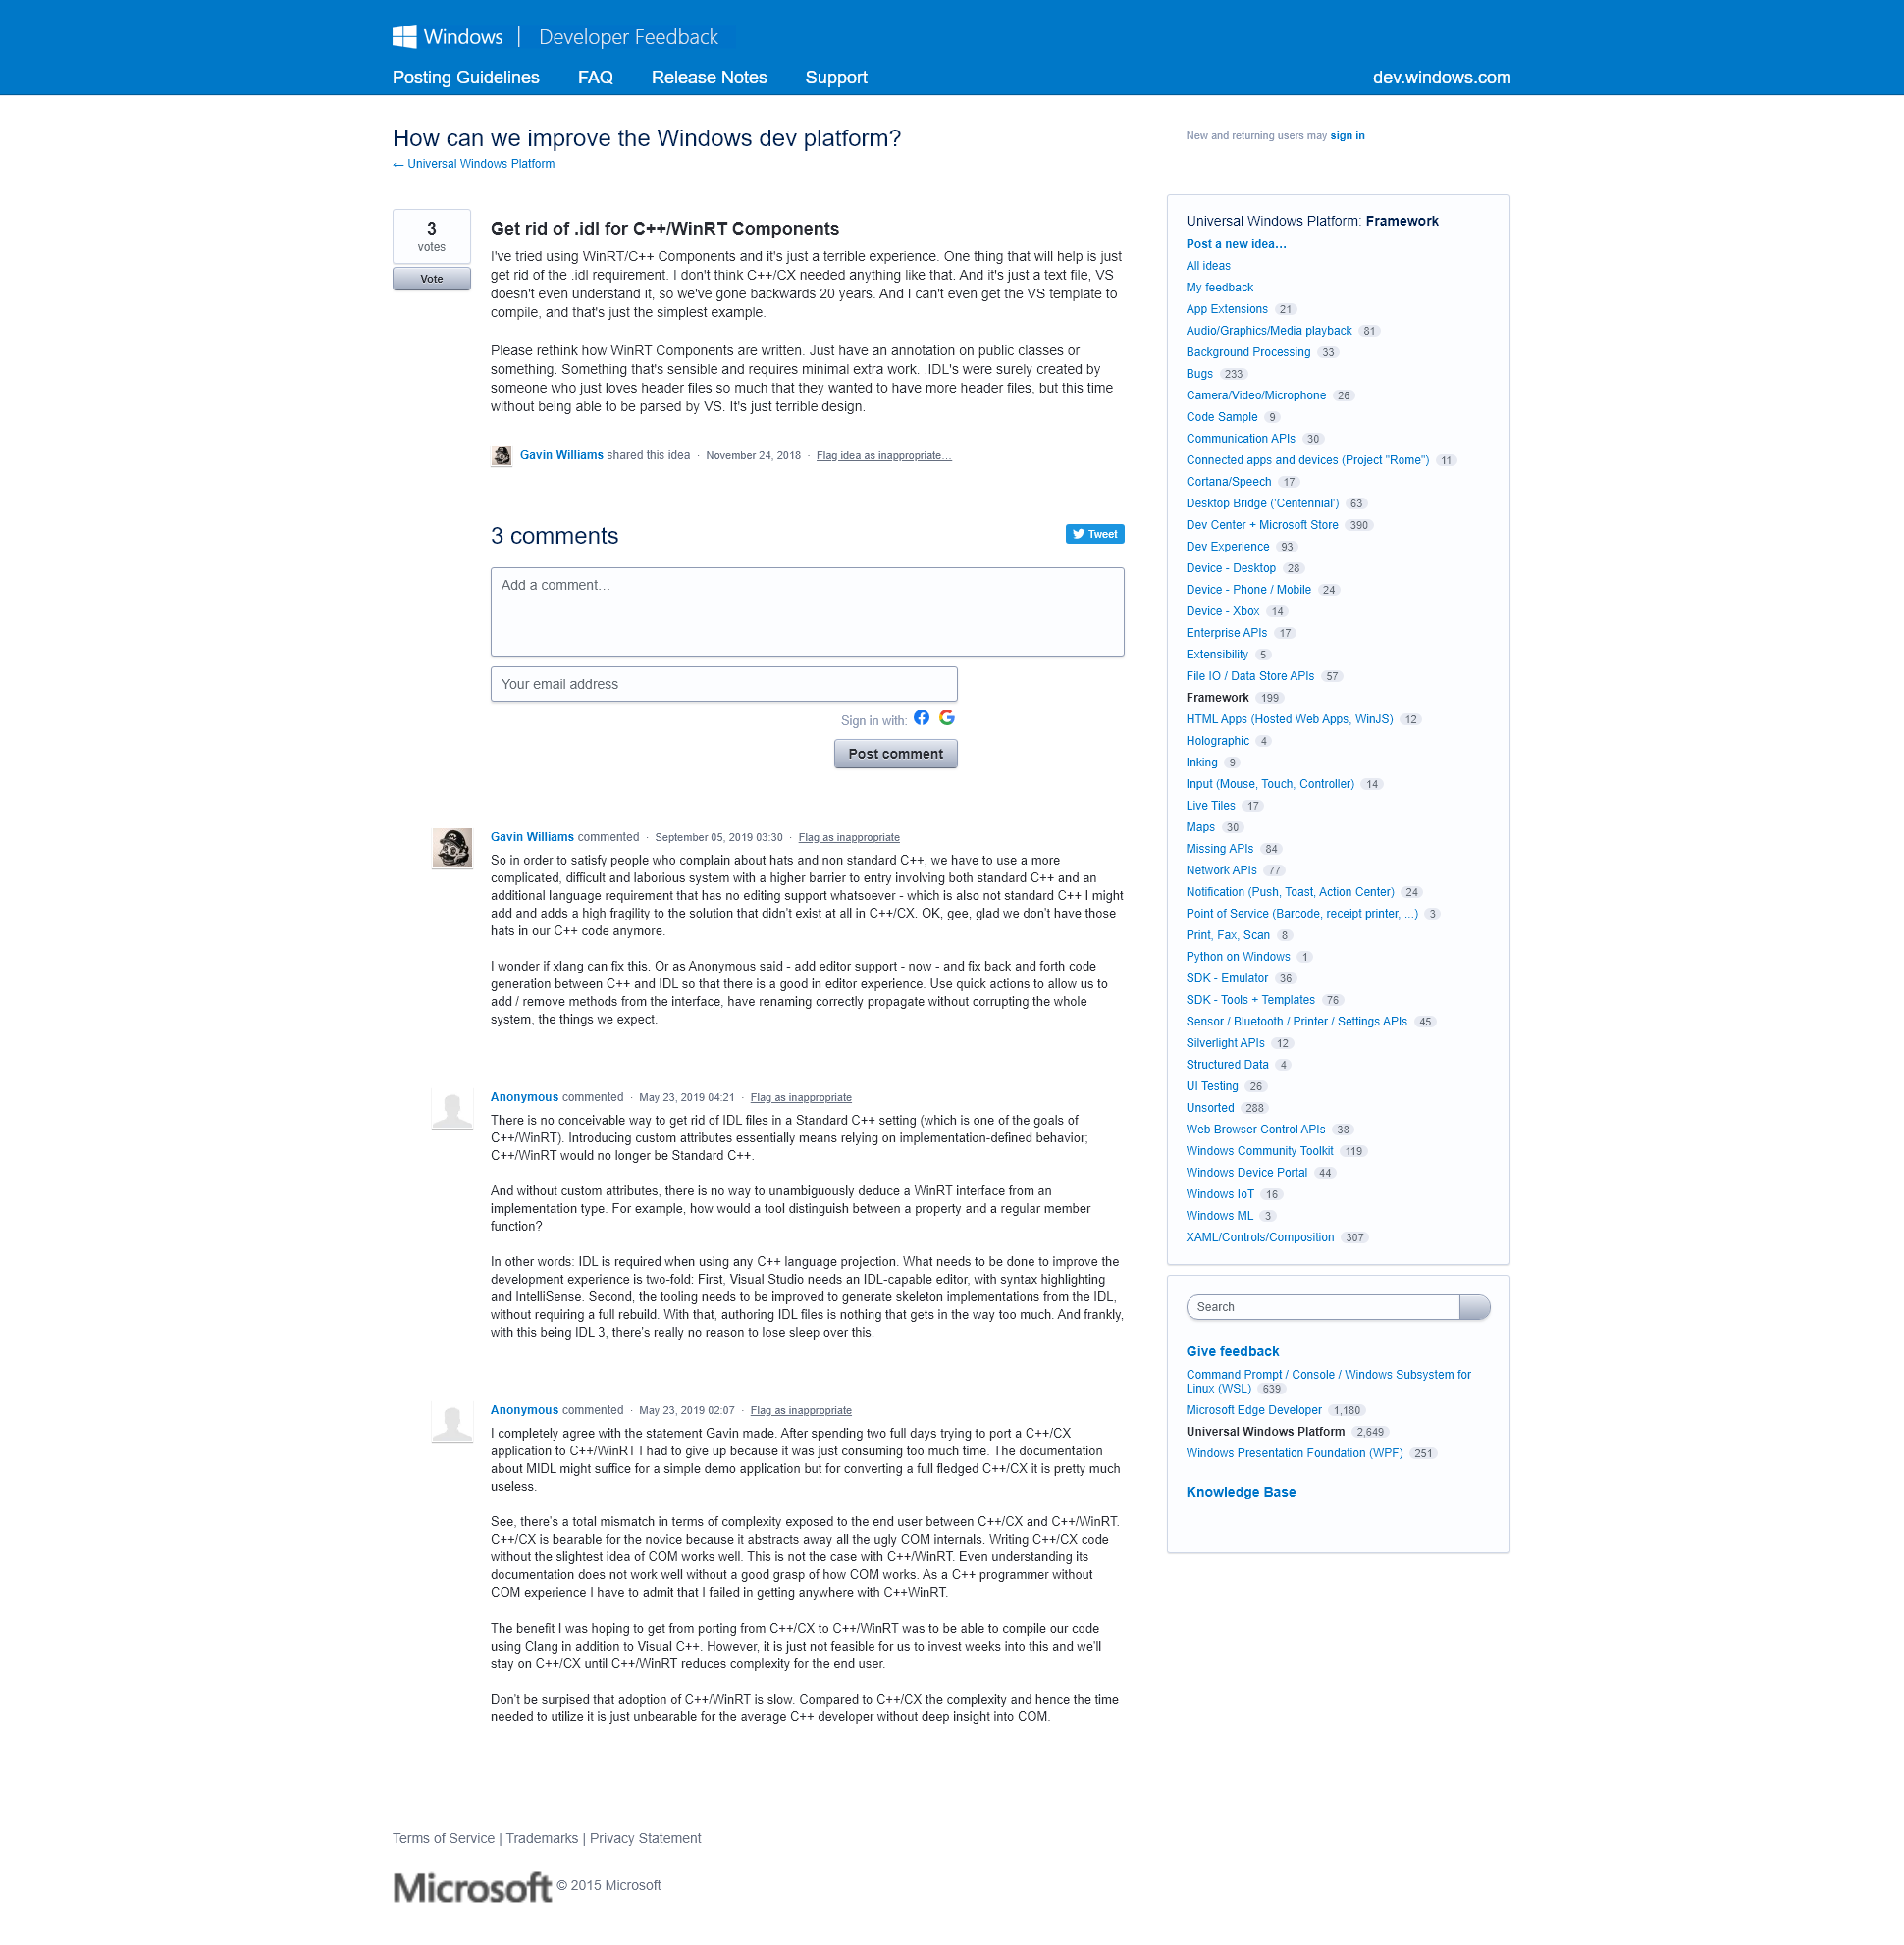 Windows | Developer Feedback
Posting Guidelines FAQ Release Notes Support dev.windows.com
How can we improve the Windows dev platform?
← Universal Windows Platform
New and returning users may sign in
3
votes
Vote
Get rid of .idl for C++/WinRT Components
I've tried using WinRT/C++ Components and it's just a terrible experience. One thing that will help is just
get rid of the .idl requirement. I don't think C++/CX needed anything like that. And it's just a text file, VS
doesn't even understand it, so we've gone backwards 20 years. And I can't even get the VS template to
compile, and that's just the simplest example.
Please rethink how WinRT Components are written. Just have an annotation on public classes or
something. Something that's sensible and requires minimal extra work. .IDL's were surely created by
someone who just loves header files so much that they wanted to have more header files, but this time
without being able to be parsed by VS. It's just terrible design.
Gavin Williams shared this idea · November 24, 2018 · Flag idea as inappropriate…
3 comments
Tweet
Add a comment…
Your email address
Sign in with:
Post comment
Gavin Williams commented · September 05, 2019 03:30 · Flag as inappropriate
So in order to satisfy people who complain about hats and non standard C++, we have to use a more
complicated, difficult and laborious system with a higher barrier to entry involving both standard C++ and an
additional language requirement that has no editing support whatsoever - which is also not standard C++ I might
add and adds a high fragility to the solution that didn’t exist at all in C++/CX. OK, gee, glad we don’t have those
hats in our C++ code anymore.
I wonder if xlang can fix this. Or as Anonymous said - add editor support - now - and fix back and forth code
generation between C++ and IDL so that there is a good in editor experience. Use quick actions to allow us to
add / remove methods from the interface, have renaming correctly propagate without corrupting the whole
system, the things we expect.
Anonymous commented · May 23, 2019 04:21 · Flag as inappropriate
There is no conceivable way to get rid of IDL files in a Standard C++ setting (which is one of the goals of
C++/WinRT). Introducing custom attributes essentially means relying on implementation-defined behavior;
C++/WinRT would no longer be Standard C++.
And without custom attributes, there is no way to unambiguously deduce a WinRT interface from an
implementation type. For example, how would a tool distinguish between a property and a regular member
function?
In other words: IDL is required when using any C++ language projection. What needs to be done to improve the
development experience is two-fold: First, Visual Studio needs an IDL-capable editor, with syntax highlighting
and IntelliSense. Second, the tooling needs to be improved to generate skeleton implementations from the IDL,
without requiring a full rebuild. With that, authoring IDL files is nothing that gets in the way too much. And frankly,
with this being IDL 3, there’s really no reason to lose sleep over this.
Anonymous commented · May 23, 2019 02:07 · Flag as inappropriate
I completely agree with the statement Gavin made. After spending two full days trying to port a C++/CX
application to C++/WinRT I had to give up because it was just consuming too much time. The documentation
about MIDL might suffice for a simple demo application but for converting a full fledged C++/CX it is pretty much
useless.
See, there’s a total mismatch in terms of complexity exposed to the end user between C++/CX and C++/WinRT.
C++/CX is bearable for the novice because it abstracts away all the ugly COM internals. Writing C++/CX code
without the slightest idea of COM works well. This is not the case with C++/WinRT. Even understanding its
documentation does not work well without a good grasp of how COM works. As a C++ programmer without
COM experience I have to admit that I failed in getting anywhere with C++WinRT.
The benefit I was hoping to get from porting from C++/CX to C++/WinRT was to be able to compile our code
using Clang in addition to Visual C++. However, it is just not feasible for us to invest weeks into this and we’ll
stay on C++/CX until C++/WinRT reduces complexity for the end user.
Don’t be surpised that adoption of C++/WinRT is slow. Compared to C++/CX the complexity and hence the time
needed to utilize it is just unbearable for the average C++ developer without deep insight into COM.
Universal Windows Platform: Framework
Post a new idea…
All ideas
My feedback
App Extensions 21
Audio/Graphics/Media playback 81
Background Processing 33
Bugs 233
Camera/Video/Microphone 26
Code Sample 9
Communication APIs 30
Connected apps and devices (Project "Rome") 11
Cortana/Speech 17
Desktop Bridge ('Centennial') 63
Dev Center + Microsoft Store 390
Dev Experience 93
Device - Desktop 28
Device - Phone / Mobile 24
Device - Xbox 14
Enterprise APIs 17
Extensibility 5
File IO / Data Store APIs 57
Framework 199
HTML Apps (Hosted Web Apps, WinJS) 12
Holographic 4
Inking 9
Input (Mouse, Touch, Controller) 14
Live Tiles 17
Maps 30
Missing APIs 84
Network APIs 77
Notification (Push, Toast, Action Center) 24
Point of Service (Barcode, receipt printer, ...) 3
Print, Fax, Scan 8
Python on Windows 1
SDK - Emulator 36
SDK - Tools + Templates 76
Sensor / Bluetooth / Printer / Settings APIs 45
Silverlight APIs 12
Structured Data 4
UI Testing 26
Unsorted 288
Web Browser Control APIs 38
Windows Community Toolkit 119
Windows Device Portal 44
Windows IoT 16
Windows ML 3
XAML/Controls/Composition 307
Search
Give feedback
Command Prompt / Console / Windows Subsystem for
Linux (WSL) 639
Microsoft Edge Developer 1,180
Universal Windows Platform 2,649
Windows Presentation Foundation (WPF) 251
Knowledge Base
Terms of Service | Trademarks | Privacy Statement
Microsoft © 2015 Microsoft